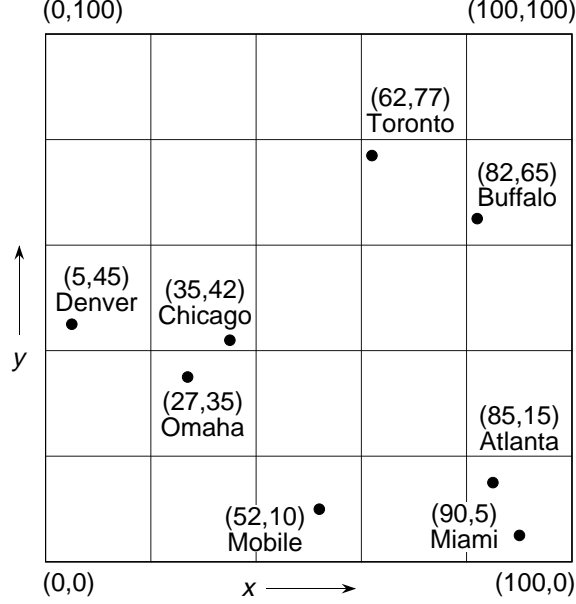 (0,100)
(100,100)
(62,77)
Toronto
(82,65)
Buffalo
(5,45)
Denver
(35,42)
Chicago
y
(27,35)
Omaha
(85,15)
Atlanta
(52,10)
Mobile
(90,5)
Miami
(0,0)
x
(100,0)